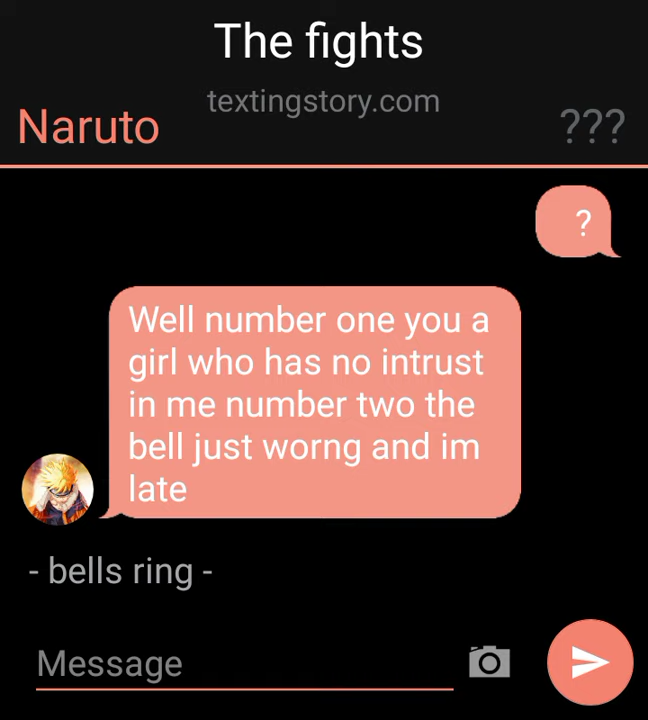 The fights
textingstory.com
Naruto
???
?
Well number one you a
girl who has no intrust
in me number two the
bell just worng and im
late
- bells ring -
Message